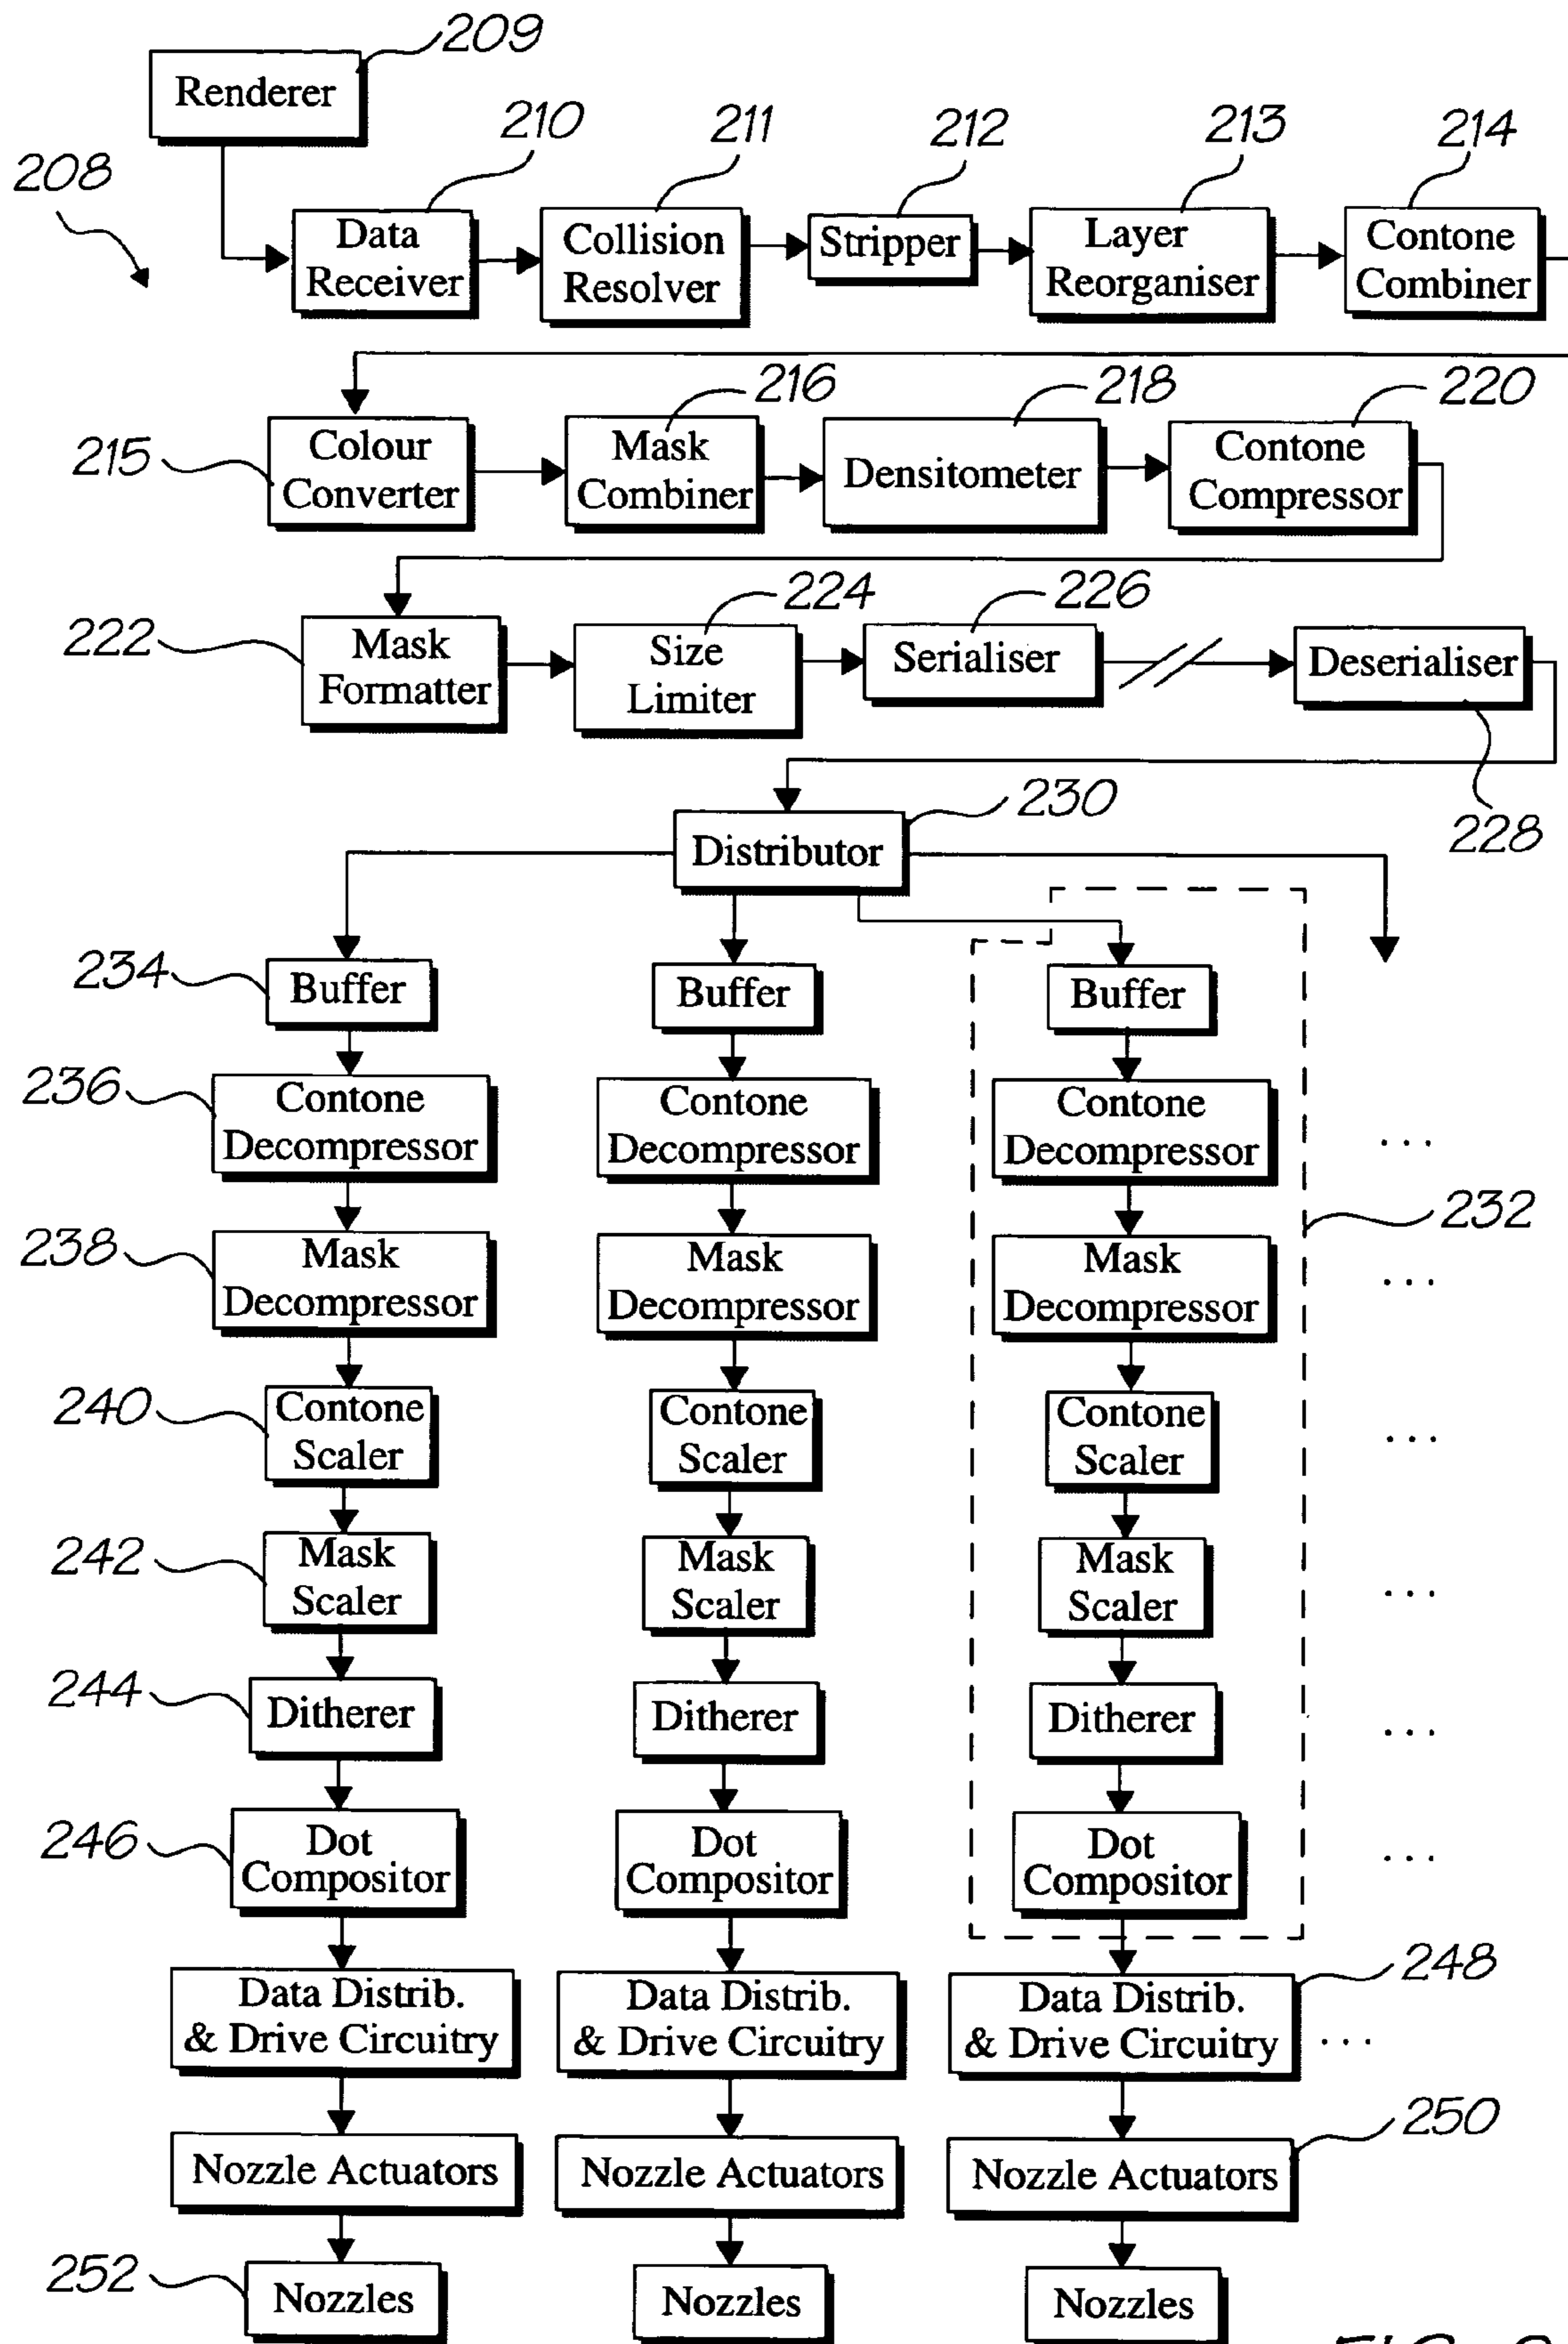 209
Renderer
210
211
212
213
214
208
Data
Receiver
Collision
Resolver
Stripper
Layer
Reorganiser
Contone
Combiner
216
218
220
215
Colour
Converter
Mask
Combiner
Densitometer
Contone
Compressor
224
226
222
Mask
Formatter
Size
Limiter
Serialiser
Deserialiser
228
230
Distributor
234
Buffer
Buffer
Buffer
236
Contone
Decompressor
Contone
Decompressor
Contone
Decompressor
...
232
238
Mask
Decompressor
Mask
Decompressor
Mask
Decompressor
...
240
Contone
Scaler
Contone
Scaler
Contone
Scaler
...
242
Mask
Scaler
Mask
Scaler
Mask
Scaler
...
244
Ditherer
Ditherer
Ditherer
...
246
Dot
Compositor
Dot
Compositor
Dot
Compositor
...
248
Data Distrib.
& Drive Circuitry
Data Distrib.
& Drive Circuitry
Data Distrib.
& Drive Circuitry
...
250
Nozzle Actuators
Nozzle Actuators
Nozzle Actuators
252
Nozzles
Nozzles
Nozzles